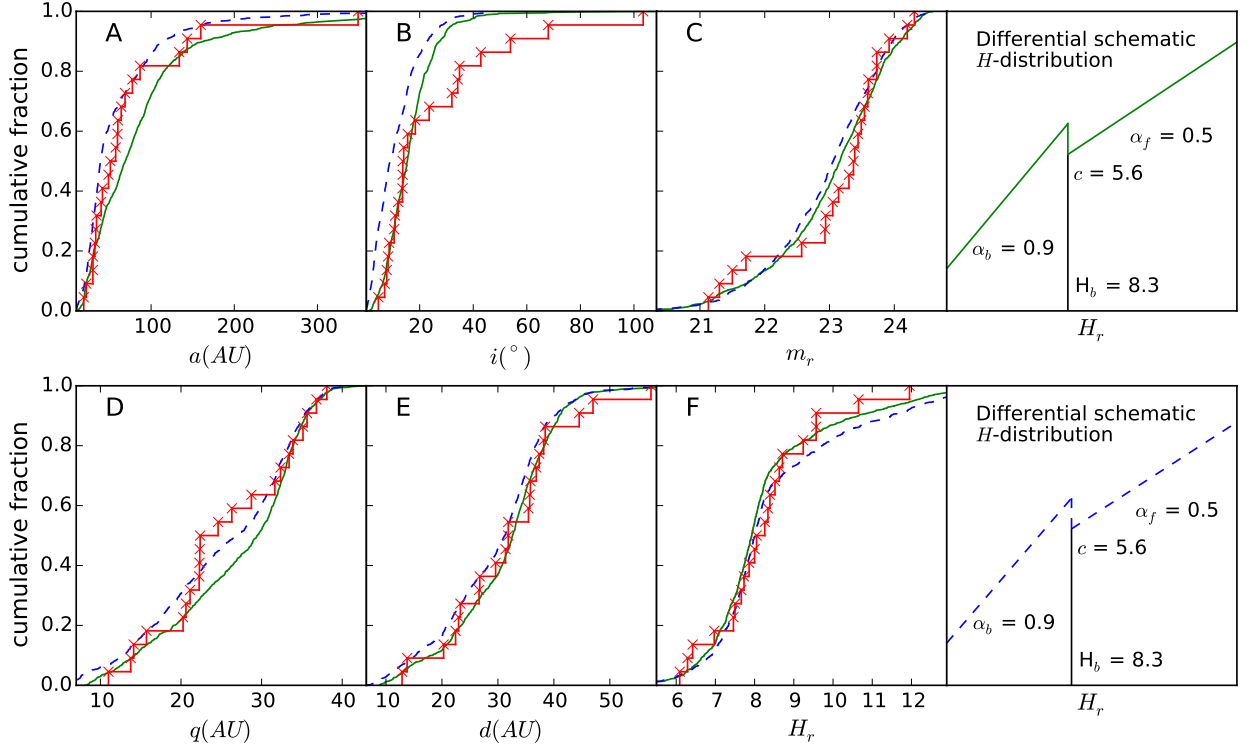 cumulative fraction
1.0
0.8
0.6
0.4
0.2
0.0
A
100 200 300
a(AU)
B
20 40 60 80 100
i(°)
C
21 22 23 24
m_r
Differential schematic
H-distribution
α_f = 0.5
c = 5.6
α_b = 0.9
H_b = 8.3
H_r
cumulative fraction
1.0
0.8
0.6
0.4
0.2
0.0
D
10 20 30 40
q(AU)
E
10 20 30 40 50
d(AU)
F
6 7 8 9 10 11 12
H_r
Differential schematic
H-distribution
α_f = 0.5
c = 5.6
α_b = 0.9
H_b = 8.3
H_r